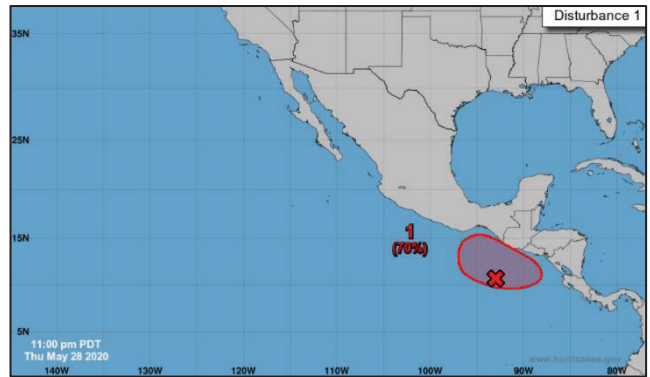 Disturbance 1
35N
25N
15N
5N
1
(70%)
11:00 pm PDT
Thu May 28 2020
www.hurricanes.gov
140W 130W 120W 110W 100W 90W 80W